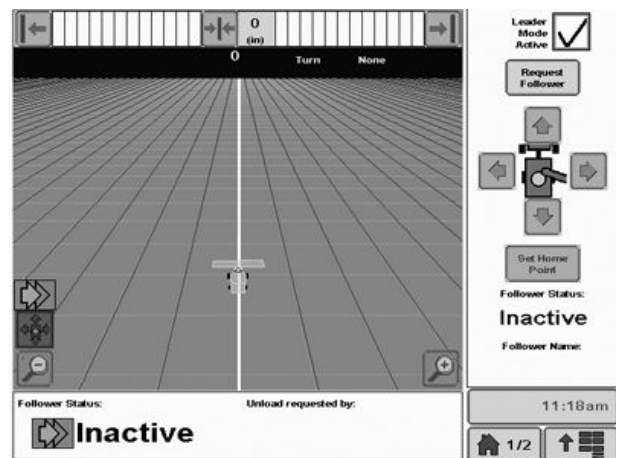 0
(in)
0 Turn None
Leader
Mode
Active
Request
Follower
Set Home
Point
Follower Status:
Inactive
Follower Name:
Follower Status: Unload requested by:
Inactive
11:18am
1/2